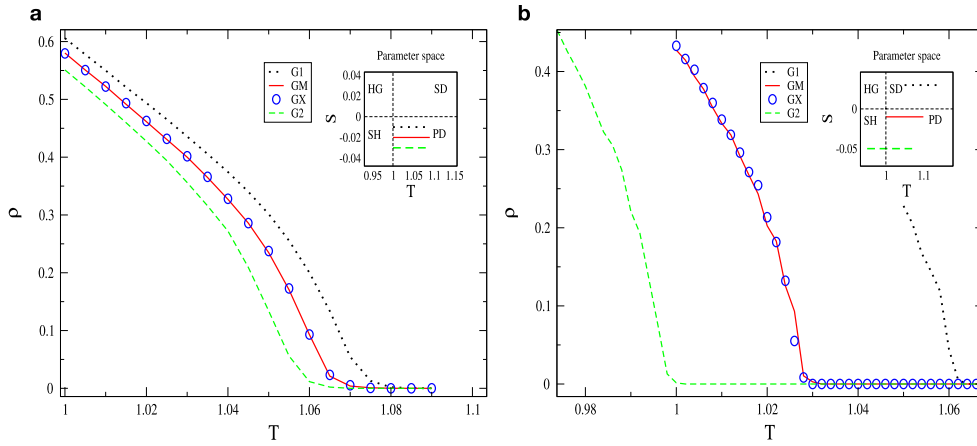 a
b
0.6
0.5
0.4
0.3
0.2
0.1
0
ρ
1
1.02
1.04
1.06
1.08
1.1
T
G1
GM
GX
G2
Parameter space
0.04
0.02
0
-0.02
-0.04
S
HG
SD
SH
PD
0.95
1
1.05
1.1
1.15
T
0.4
0.3
0.2
0.1
0
ρ
0.98
1
1.02
1.04
1.06
T
G1
GM
GX
G2
Parameter space
0
-0.05
S
HG
SD
SH
PD
1
1.1
T